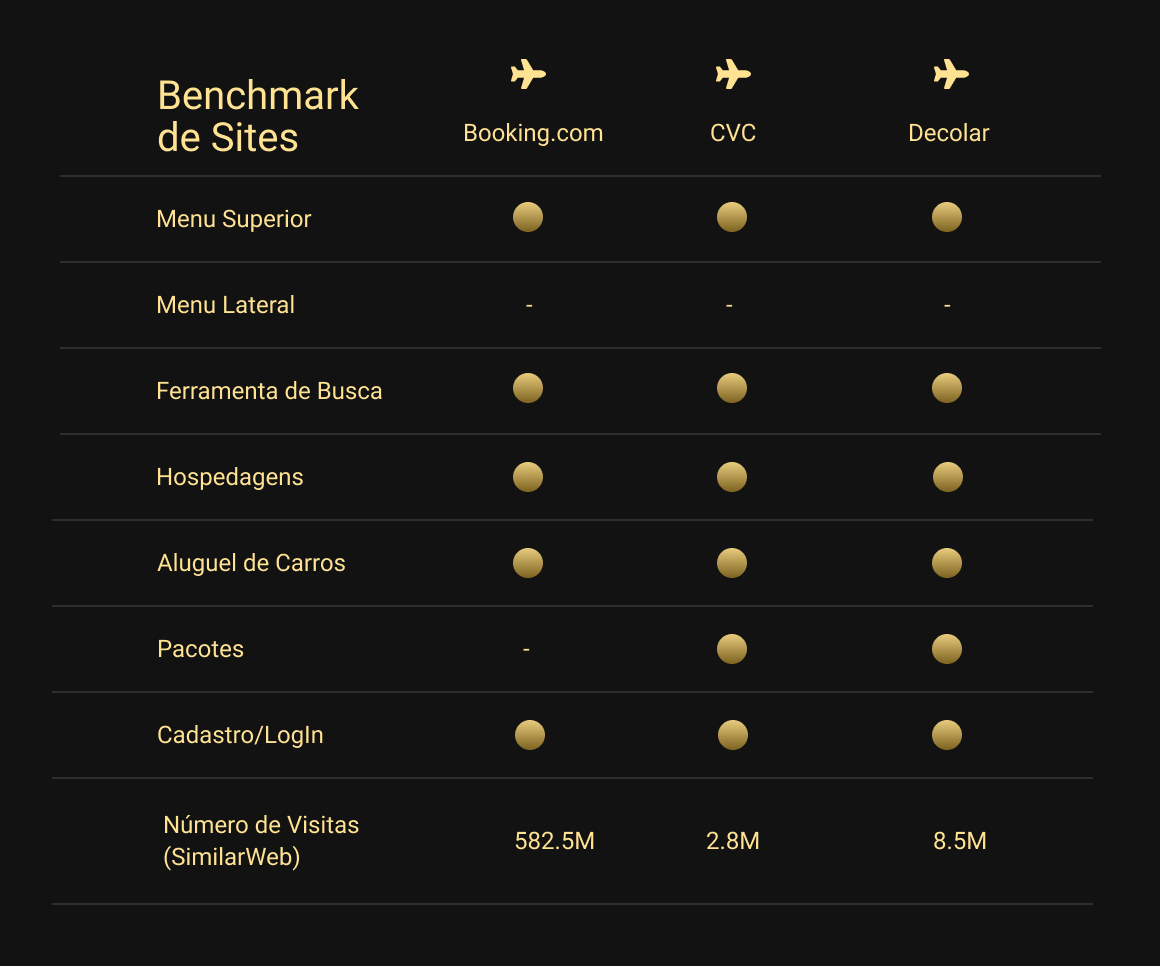 Benchmark
de Sites
Booking.com CVC Decolar
Menu Superior
Menu Lateral - - -
Ferramenta de Busca
Hospedagens
Aluguel de Carros
Pacotes -
Cadastro/LogIn
Número de Visitas
(SimilarWeb)
582.5M 2.8M 8.5M